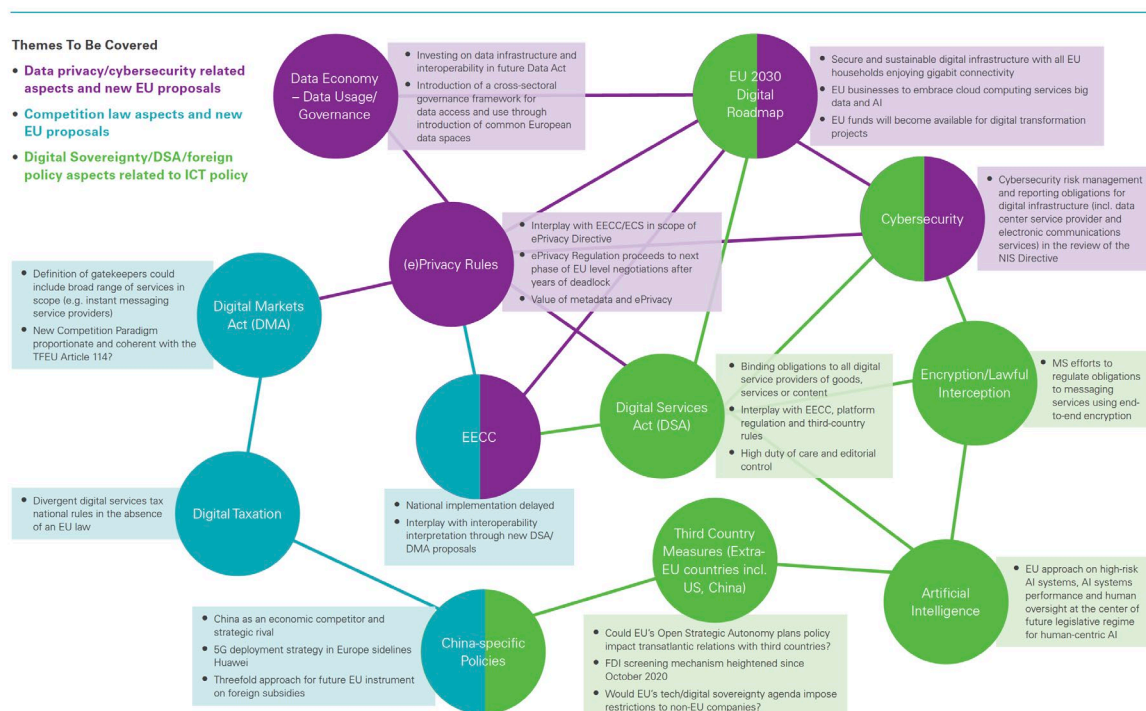 Themes To Be Covered
• Data privacy/cybersecurity related
aspects and new EU proposals
• Competition law aspects and new
EU proposals
• Digital Sovereignty/DSA/foreign
policy aspects related to ICT policy
Data Economy
– Data Usage/
Governance
• Investing on data infrastructure and
interoperability in future Data Act
• Introduction of a cross-sectoral
governance framework for
data access and use through
introduction of common European
data spaces
EU 2030
Digital
Roadmap
• Secure and sustainable digital infrastructure with all EU
households enjoying gigabit connectivity
• EU businesses to embrace cloud computing services big
data and AI
• EU funds will become available for digital transformation
projects
Cybersecurity
• Cybersecurity risk management
and reporting obligations for
digital infrastructure (incl. data
center service provider and
electronic communications
services) in the review of the
NIS Directive
(e)Privacy Rules
• Interplay with EECC/ECS in scope of
ePrivacy Directive
• ePrivacy Regulation proceeds to next
phase of EU level negotiations after
years of deadlock
• Value of metadata and ePrivacy
• Definition of gatekeepers could
include broad range of services in
scope (e.g. instant messaging
service providers)
• New Competition Paradigm
proportionate and coherent with the
TFEU Article 114?
Digital Markets
Act (DMA)
EECC
• National implementation delayed
• Interplay with interoperability
interpretation through new DSA/
DMA proposals
Digital Services
Act (DSA)
• Binding obligations to all digital
service providers of goods,
services or content
• Interplay with EECC, platform
regulation and third-country
rules
• High duty of care and editorial
control
Encryption/Lawful
Interception
• MS efforts to
regulate obligations
to messaging
services using end-
to-end encryption
• Divergent digital services tax
national rules in the absence
of an EU law
Digital Taxation
Third Country
Measures (Extra-
EU countries incl.
US, China)
• Could EU's Open Strategic Autonomy plans policy
impact transatlantic relations with third countries?
• FDI screening mechanism heightened since
October 2020
• Would EU's tech/digital sovereignty agenda impose
restrictions to non-EU companies?
Artificial
Intelligence
• EU approach on high-risk
AI systems, AI systems
performance and human
oversight at the center of
future legislative regime
for human-centric AI
• China as an economic competitor and
strategic rival
• 5G deployment strategy in Europe sidelines
Huawei
• Threefold approach for future EU instrument
on foreign subsidies
China-specific
Policies